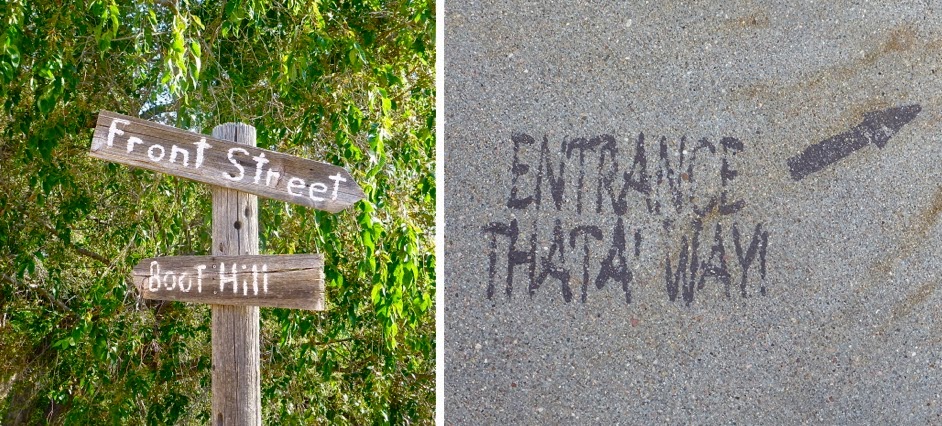 Front Street
Boot Hill
ENTRANCE
THATA' WAY!